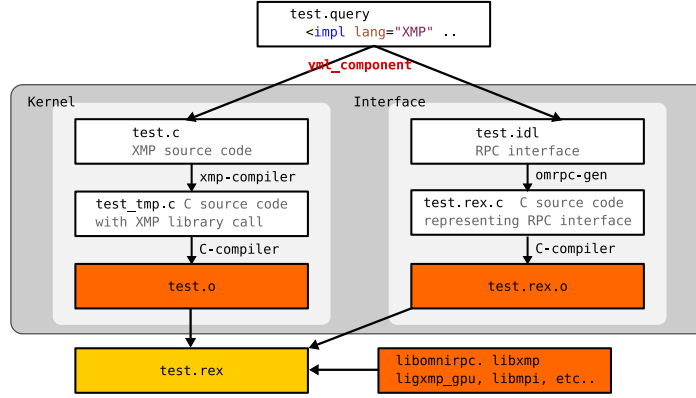 test.query
<impl lang="XMP" ..
yml_component
Kernel
Interface
test.c
XMP source code
test.idl
RPC interface
xmp-compiler
omrpc-gen
test_tmp.c C source code
with XMP library call
test.rex.c C source code
representing RPC interface
C-compiler
C-compiler
test.o
test.rex.o
test.rex
libomnirpc. libxmp
ligxmp_gpu, libmpi, etc..